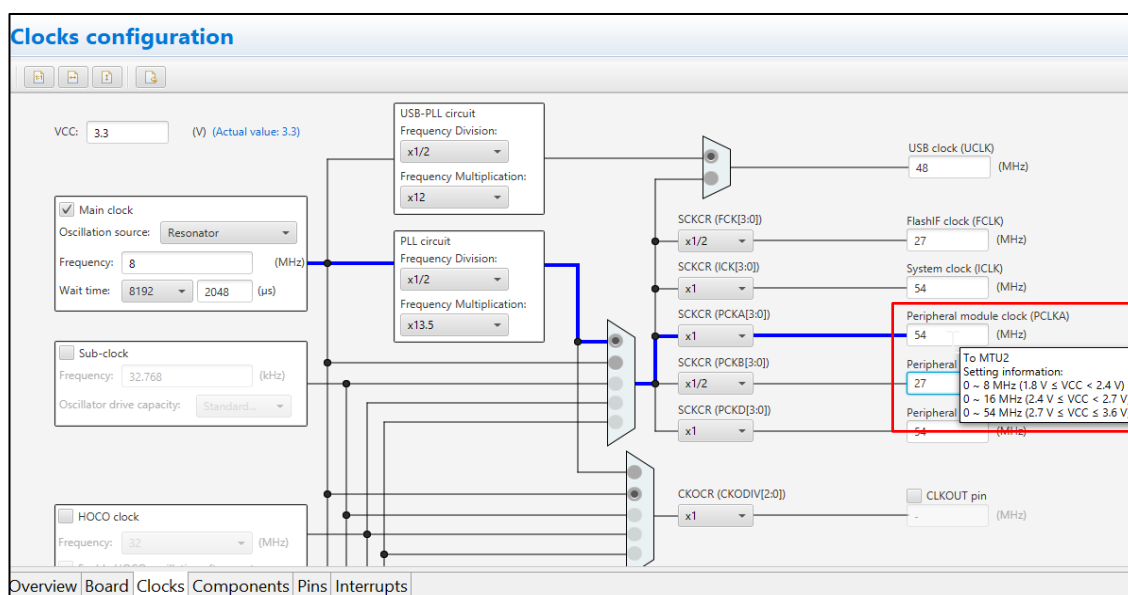 Clocks configuration
VCC: 3.3 (V) (Actual value: 3.3)
USB-PLL circuit
Frequency Division:
x1/2
Frequency Multiplication:
x12
USB clock (UCLK)
48 (MHz)
Main clock
Oscillation source: Resonator
Frequency: 8 (MHz)
Wait time: 8192 2048 (µs)
PLL circuit
Frequency Division:
x1/2
Frequency Multiplication:
x13.5
SCKCR (FCK[3:0])
x1/2
FlashIF clock (FCLK)
27 (MHz)
SCKCR (ICK[3:0])
x1
System clock (ICLK)
54 (MHz)
SCKCR (PCKA[3:0])
x1
Peripheral module clock (PCLKA)
54 (MHz)
To MTU2
Setting information:
0 ~ 8 MHz (1.8 V ≤ VCC < 2.4 V)
0 ~ 16 MHz (2.4 V ≤ VCC < 2.7 V)
0 ~ 54 MHz (2.7 V ≤ VCC ≤ 3.6 V)
SCKCR (PCKB[3:0])
x1/2
Peripheral
27
SCKCR (PCKD[3:0])
x1
Peripheral
54 (MHz)
Sub-clock
Frequency: 32.768 (kHz)
Oscillator drive capacity: Standard...
CKOCR (CKODIV[2:0])
x1
CLKOUT pin
- (MHz)
HOCO clock
Frequency: 32 (MHz)
Overview Board Clocks Components Pins Interrupts